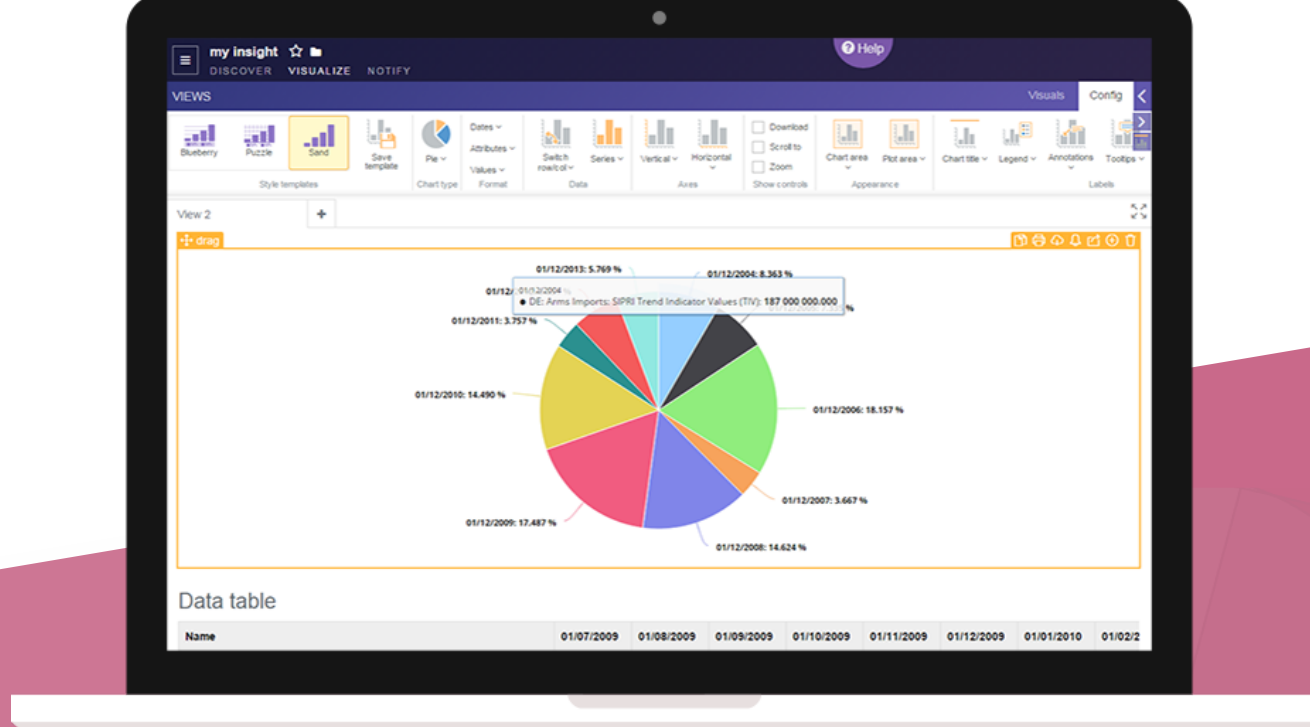 my insight
DISCOVER VISUALIZE NOTIFY
Help
VIEWS
Visuals
Config
Blueberry
Puzzle
Sand
Style templates
Save
template
Pie
Chart type
Dates
Attributes
Values
Format
Switch
row/col
Series
Data
Vertical
Horizontal
Axes
Download
Scroll to
Zoom
Show controls
Chart area
Plot area
Appearance
Chart title
Legend
Annotations
Tooltips
Labels
View 2
+
drag
01/12/2013: 5.769 %
01/12/2004: 8.363 %
01/12/
01/12/2004
DE: Arms Imports: SIPRI Trend Indicator Values (TIV): 187 000 000.000
%
01/12/2011: 3.757 %
01/12/2010: 14.490 %
01/12/2006: 18.157 %
01/12/2007: 3.667 %
01/12/2009: 17.487 %
01/12/2008: 14.624 %
Data table
Name 01/07/2009 01/08/2009 01/09/2009 01/10/2009 01/11/2009 01/12/2009 01/01/2010 01/02/2